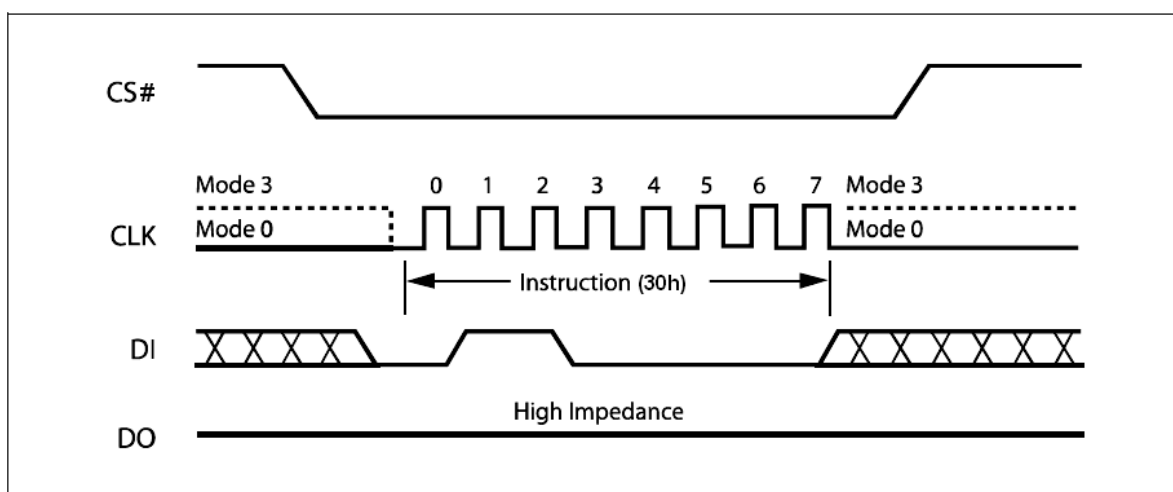 CS#
Mode 3 0 1 2 3 4 5 6 7 Mode 3
CLK Mode 0 Mode 0
Instruction (30h)
DI
High Impedance
DO